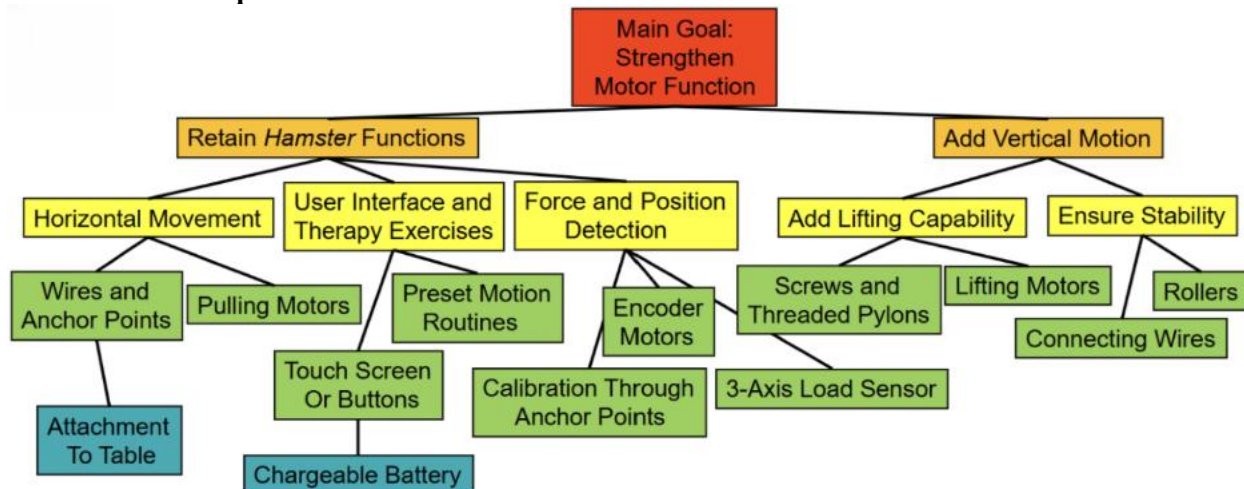 Main Goal:
Strengthen
Motor Function
Retain Hamster Functions
Add Vertical Motion
Horizontal Movement
User Interface and
Therapy Exercises
Force and Position
Detection
Add Lifting Capability
Ensure Stability
Wires and
Anchor Points
Pulling Motors
Preset Motion
Routines
Encoder
Motors
Screws and
Threaded Pylons
Lifting Motors
Rollers
Connecting Wires
Touch Screen
Or Buttons
Calibration Through
Anchor Points
3-Axis Load Sensor
Attachment
To Table
Chargeable Battery